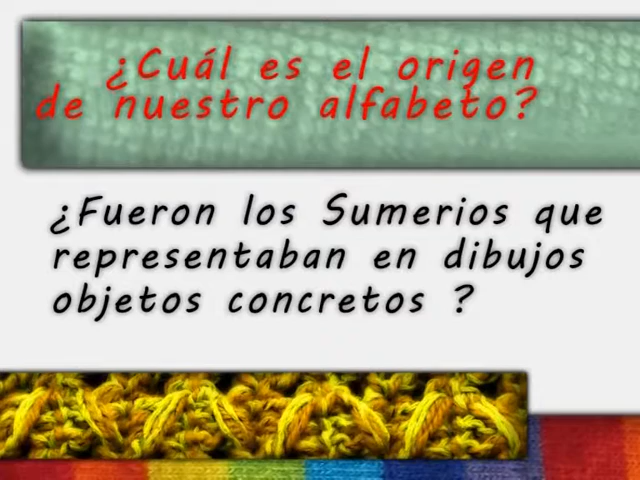 ¿Cuál es el origen
de nuestro alfabeto?
¿Fueron los Sumerios que
representaban en dibujos
objetos concretos ?